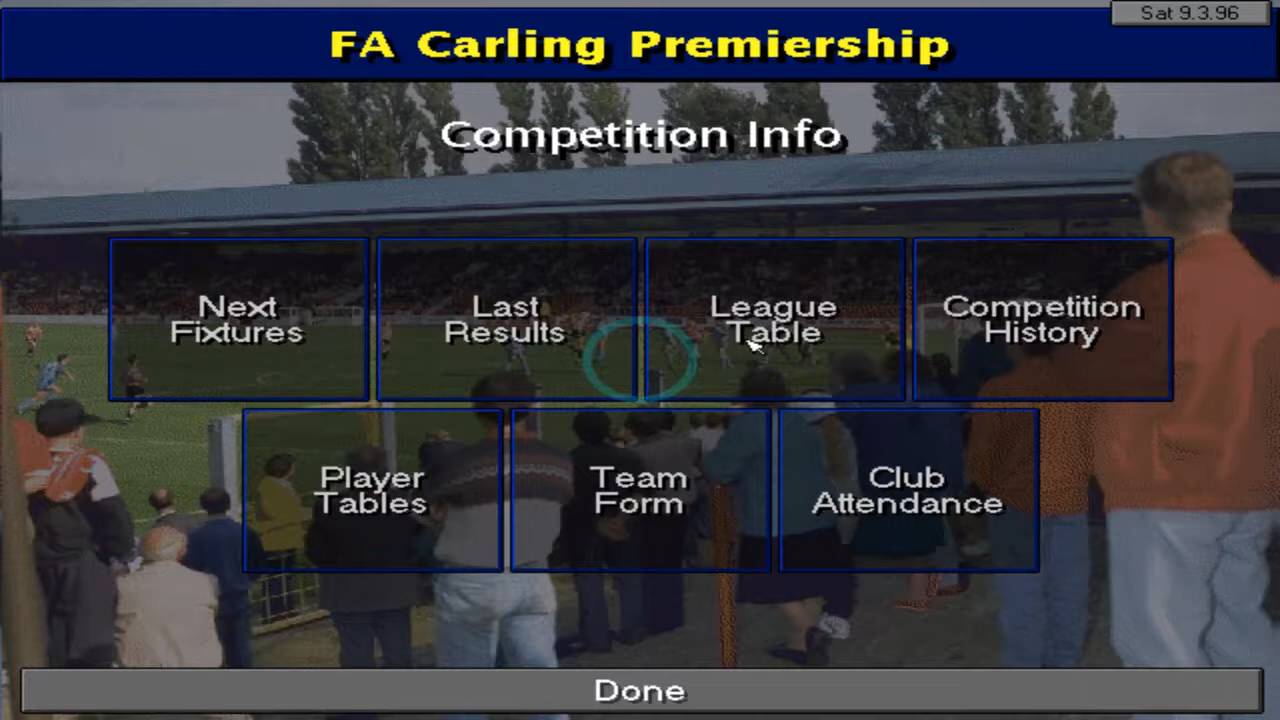 Sat 9.3.96
FA Carling Premiership
Competition Info
Next
Fixtures
Last
Results
League
Table
Competition
History
Player
Tables
Team
Form
Club
Attendance
Done